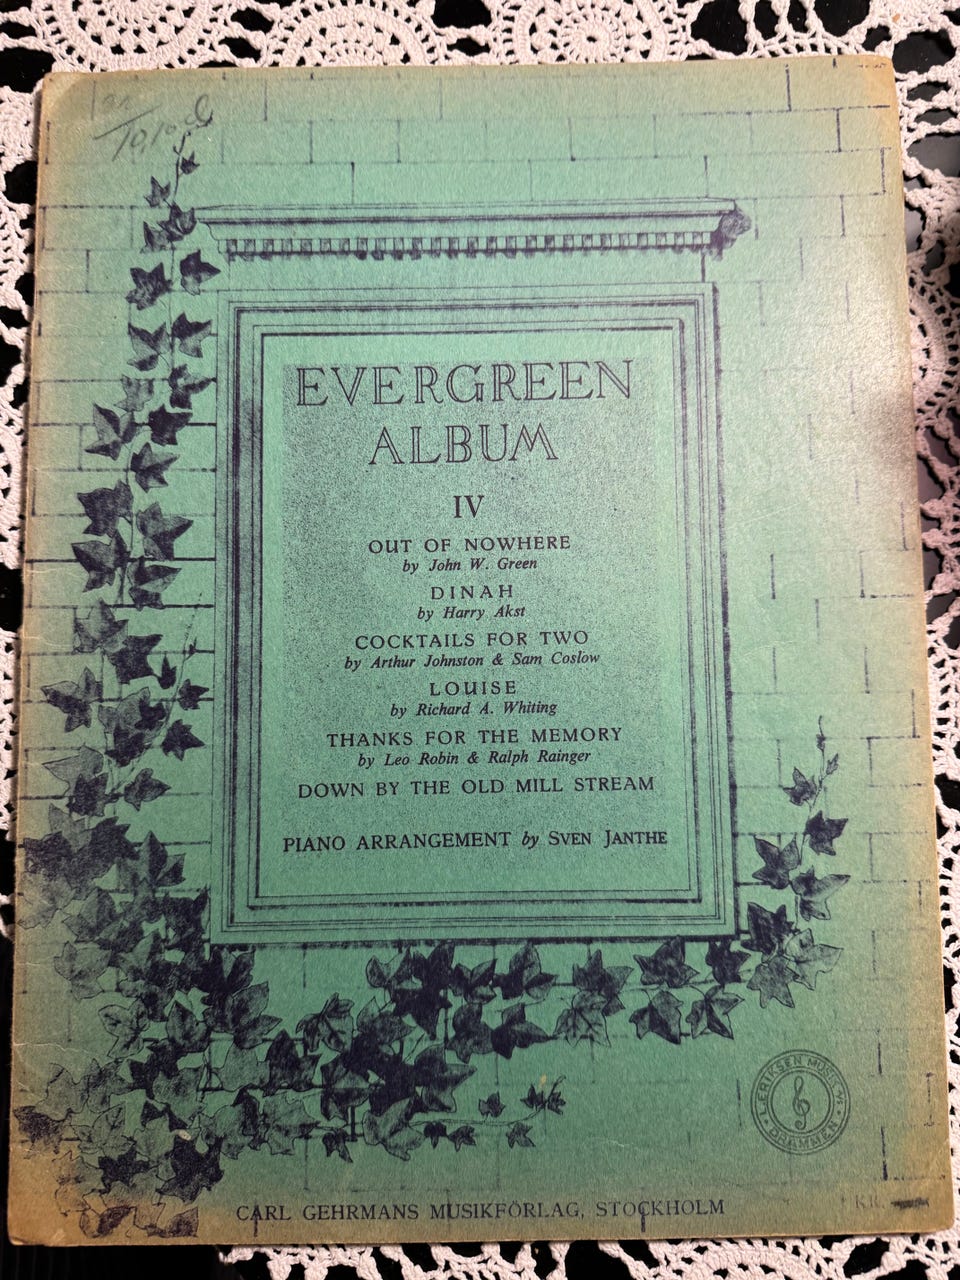 EVERGREEN
ALBUM
IV
OUT OF NOWHERE
by John W. Green
DINAH
by Harry Akst
COCKTAILS FOR TWO
by Arthur Johnston & Sam Coslow
LOUISE
by Richard A. Whiting
THANKS FOR THE MEMORY
by Leo Robin & Ralph Rainger
DOWN BY THE OLD MILL STREAM
PIANO ARRANGEMENT by SVEN JANTHE
DRAMMEN
CARL GEHRMANS MUSIKFÖRLAG, STOCKHOLM
KR.